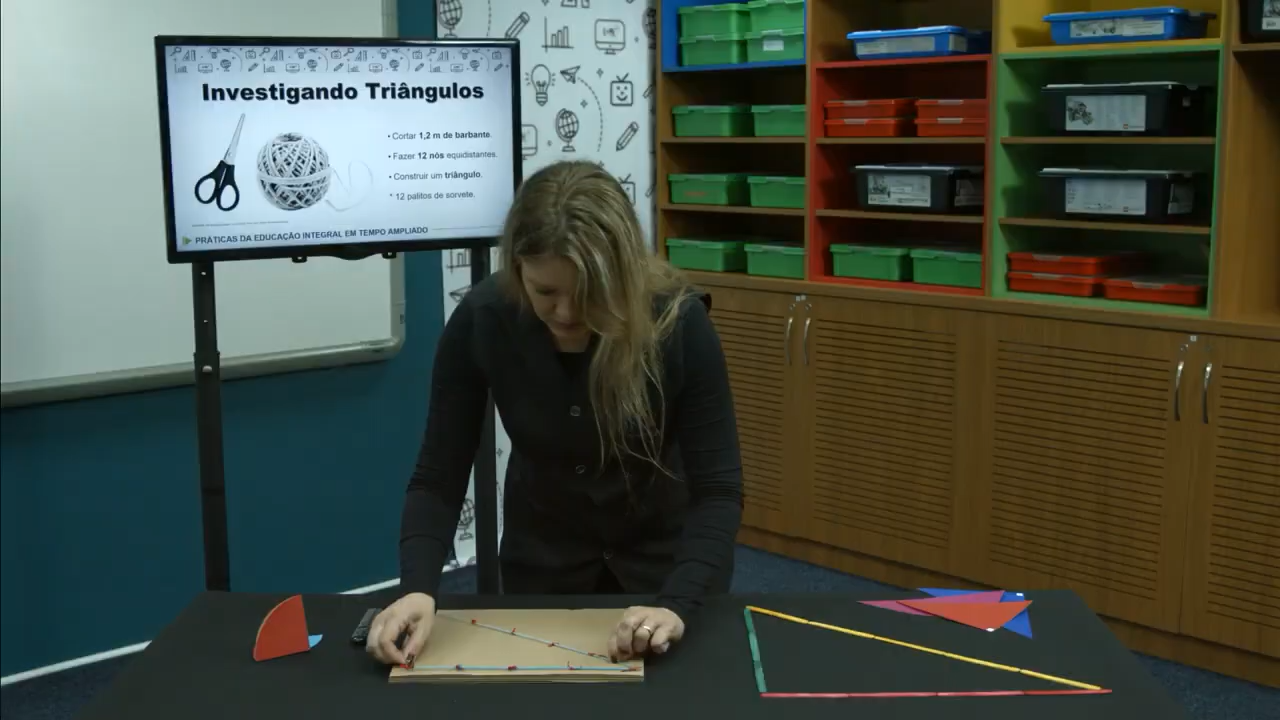 Investigando Triângulos
• Cortar 1,2 m de barbante.
• Fazer 12 nós equidistantes.
• Construir um triângulo.
* 12 palitos de sorvete.
PRÁTICAS DA EDUCAÇÃO INTEGRAL EM TEMPO AMPLIADO